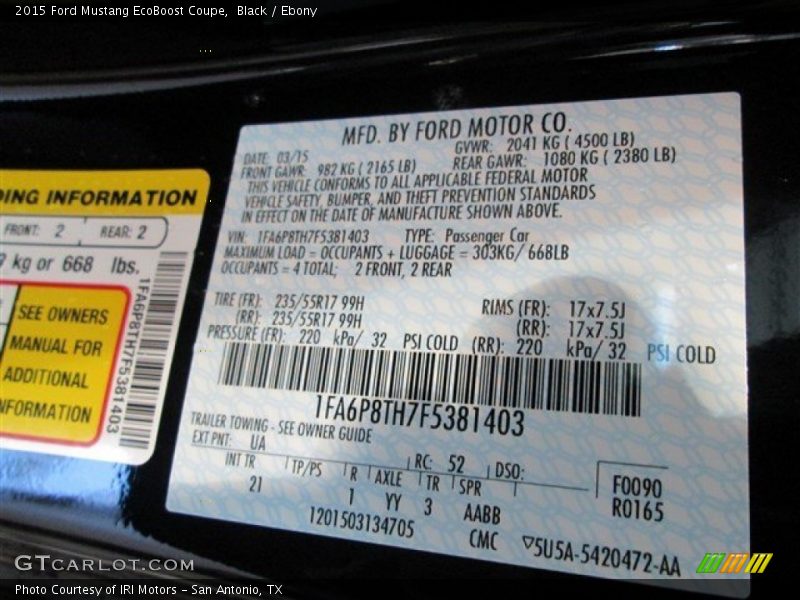 2015 Ford Mustang EcoBoost Coupe,  Black / Ebony
DING INFORMATION
FRONT: 2 REAR: 2
kg or 668 lbs.
SEE OWNERS
MANUAL FOR
ADDITIONAL
NFORMATION
1FA6P8TH7F5381403
MFD. BY FORD MOTOR CO.
DATE: 03/15 GVWR: 2041 KG ( 4500 LB)
FRONT GAWR: 982 KG ( 2165 LB) REAR GAWR: 1080 KG ( 2380 LB)
THIS VEHICLE CONFORMS TO ALL APPLICABLE FEDERAL MOTOR
VEHICLE SAFETY, BUMPER, AND THEFT PREVENTION STANDARDS
IN EFFECT ON THE DATE OF MANUFACTURE SHOWN ABOVE.
VIN: 1FA6P8TH7F5381403 TYPE: Passenger Car
MAXIMUM LOAD = OCCUPANTS + LUGGAGE = 303KG/ 668LB
OCCUPANTS = 4 TOTAL; 2 FRONT, 2 REAR
TIRE (FR): 235/55R17 99H RIMS (FR): 17x7.5J
(RR): 235/55R17 99H (RR): 17x7.5J
PRESSURE (FR): 220 kPa/ 32 PSI COLD (RR): 220 kPa/ 32 PSI COLD
1FA6P8TH7F5381403
TRAILER TOWING - SEE OWNER GUIDE
EXT PNT: UA RC: 52 DSO: F0090
INT TR TP/PS R AXLE TR SPR R0165
21 1 YY 3 AABB
1201503134705 CMC 5U5A-5420472-AA
GTCARLOT.COM
Photo Courtesy of IRI Motors – San Antonio, TX